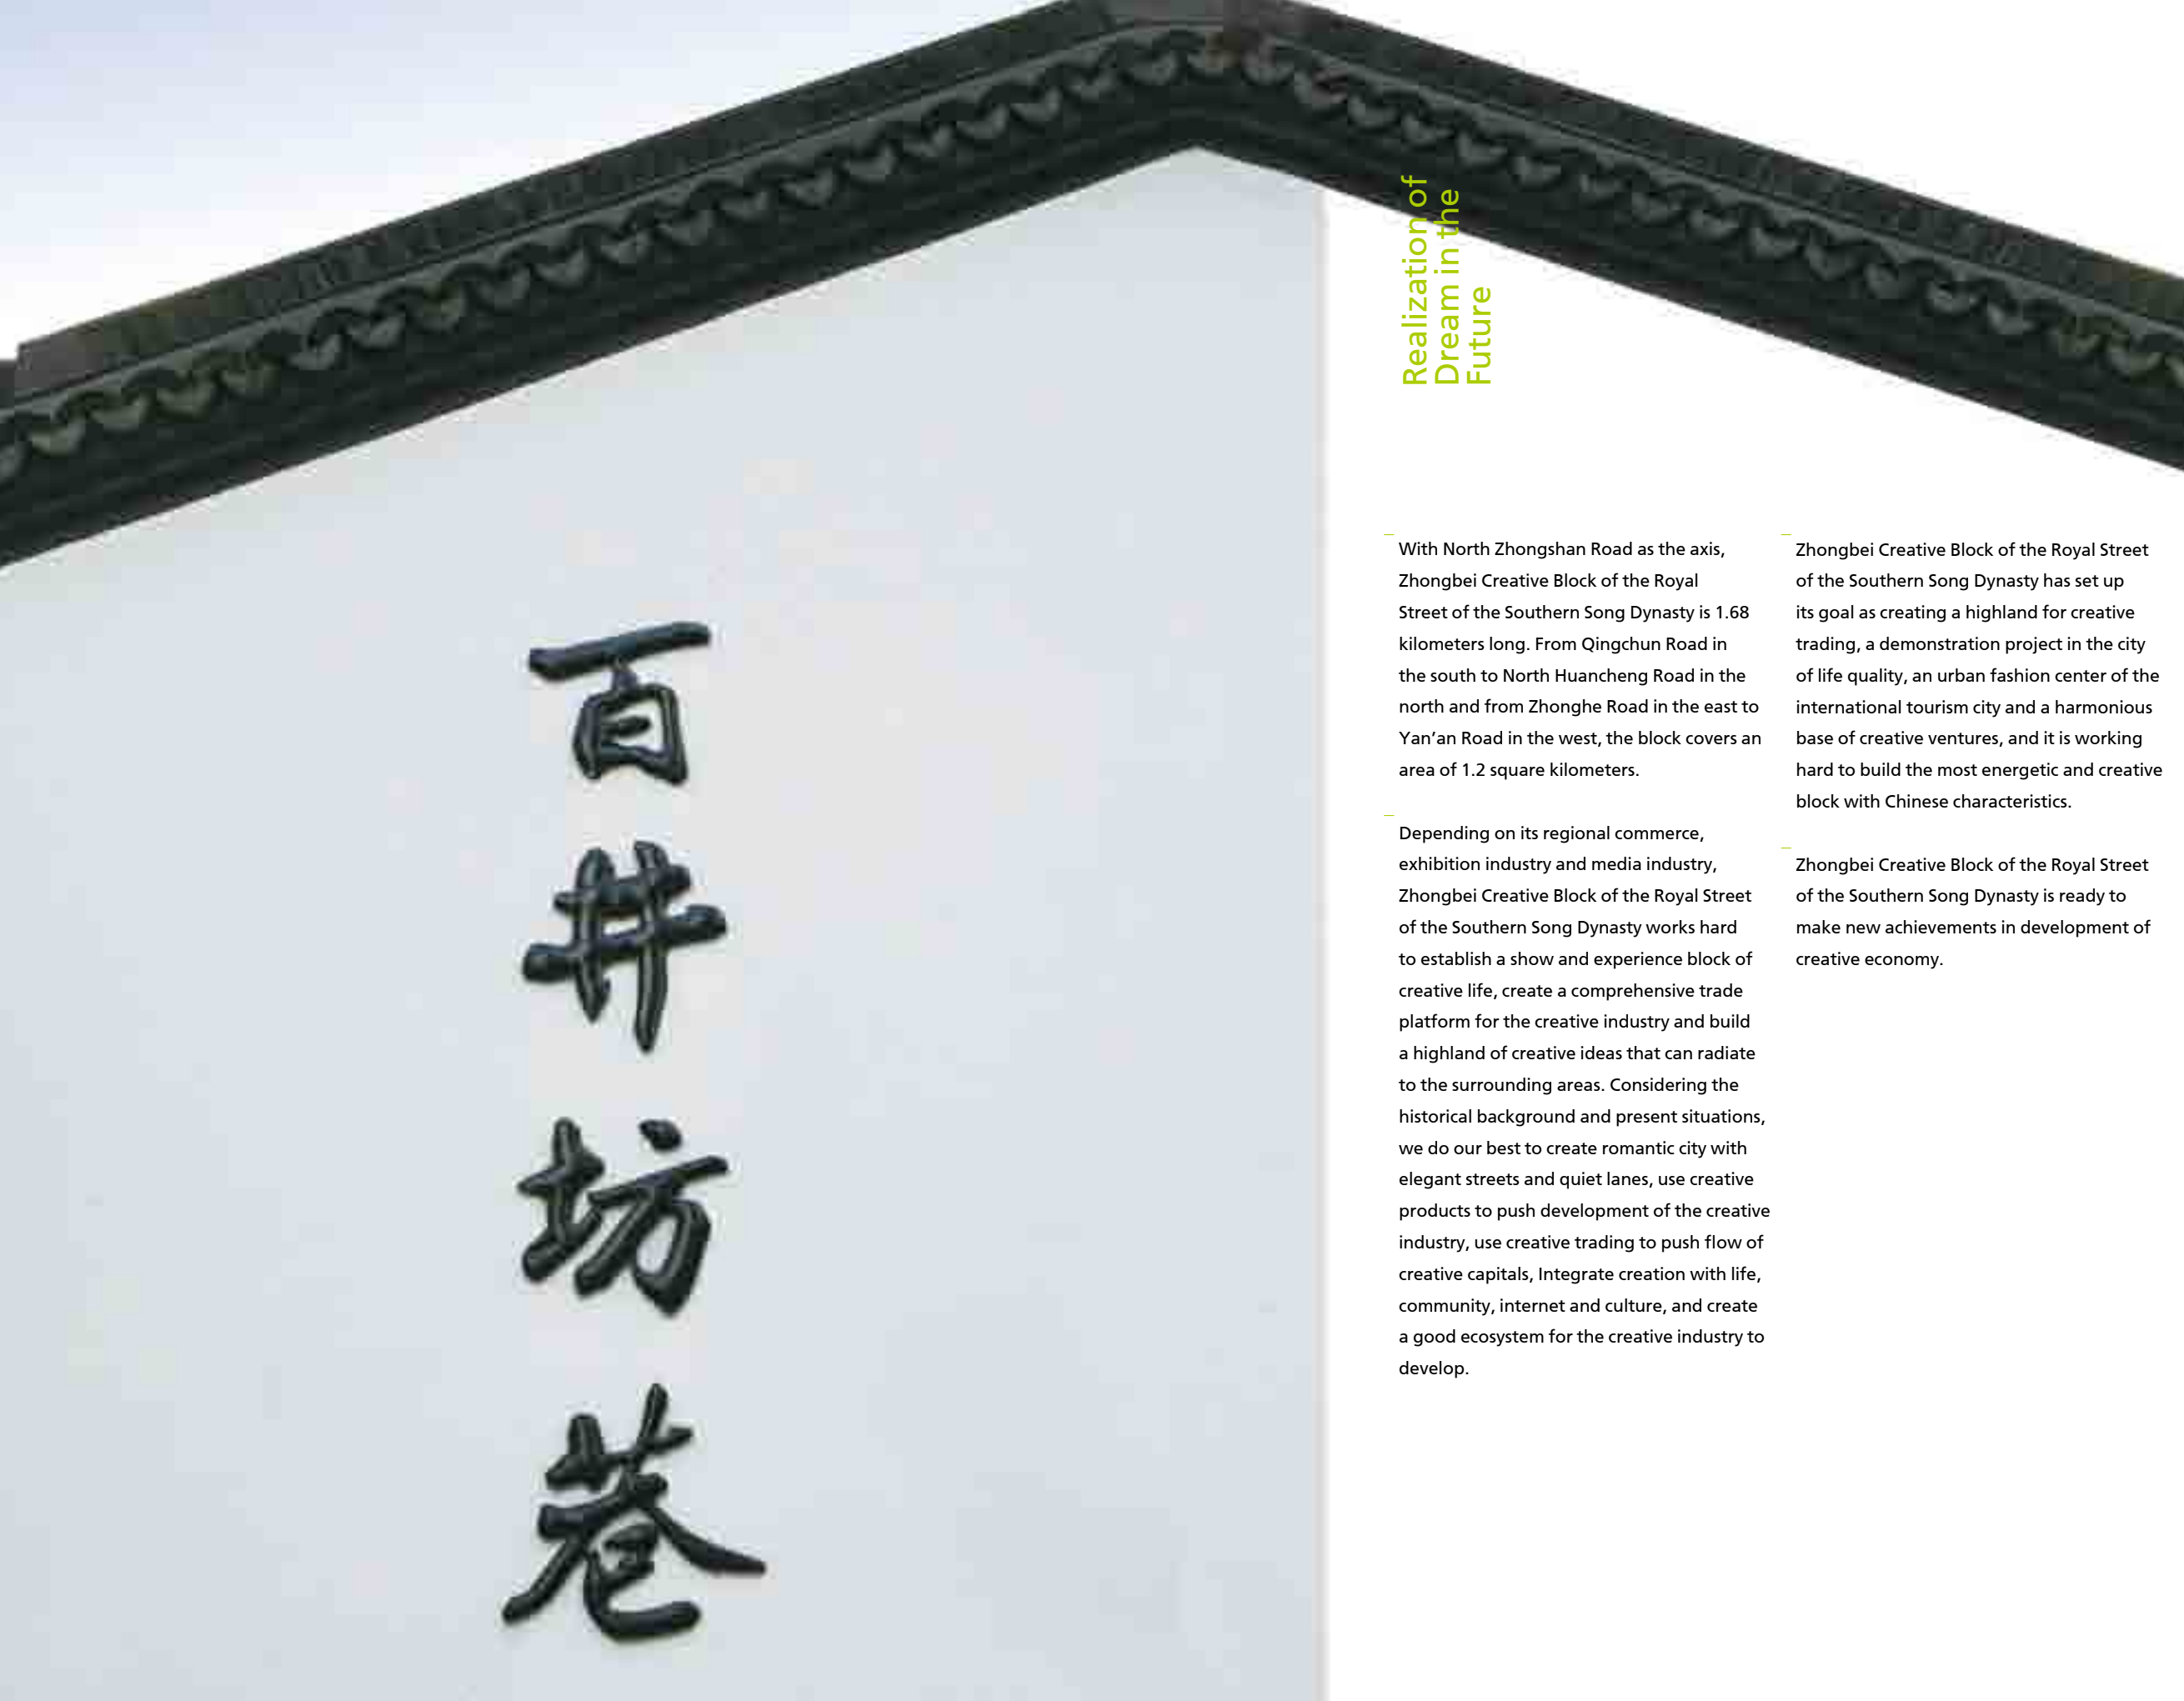 百井坊巷
Realization of
Dream in the
Future
With North Zhongshan Road as the axis,
Zhongbei Creative Block of the Royal
Street of the Southern Song Dynasty is 1.68
kilometers long. From Qingchun Road in
the south to North Huancheng Road in the
north and from Zhonghe Road in the east to
Yan’an Road in the west, the block covers an
area of 1.2 square kilometers.
Depending on its regional commerce,
exhibition industry and media industry,
Zhongbei Creative Block of the Royal Street
of the Southern Song Dynasty works hard
to establish a show and experience block of
creative life, create a comprehensive trade
platform for the creative industry and build
a highland of creative ideas that can radiate
to the surrounding areas. Considering the
historical background and present situations,
we do our best to create romantic city with
elegant streets and quiet lanes, use creative
products to push development of the creative
industry, use creative trading to push flow of
creative capitals, Integrate creation with life,
community, internet and culture, and create
a good ecosystem for the creative industry to
develop.
Zhongbei Creative Block of the Royal Street
of the Southern Song Dynasty has set up
its goal as creating a highland for creative
trading, a demonstration project in the city
of life quality, an urban fashion center of the
international tourism city and a harmonious
base of creative ventures, and it is working
hard to build the most energetic and creative
block with Chinese characteristics.
Zhongbei Creative Block of the Royal Street
of the Southern Song Dynasty is ready to
make new achievements in development of
creative economy.